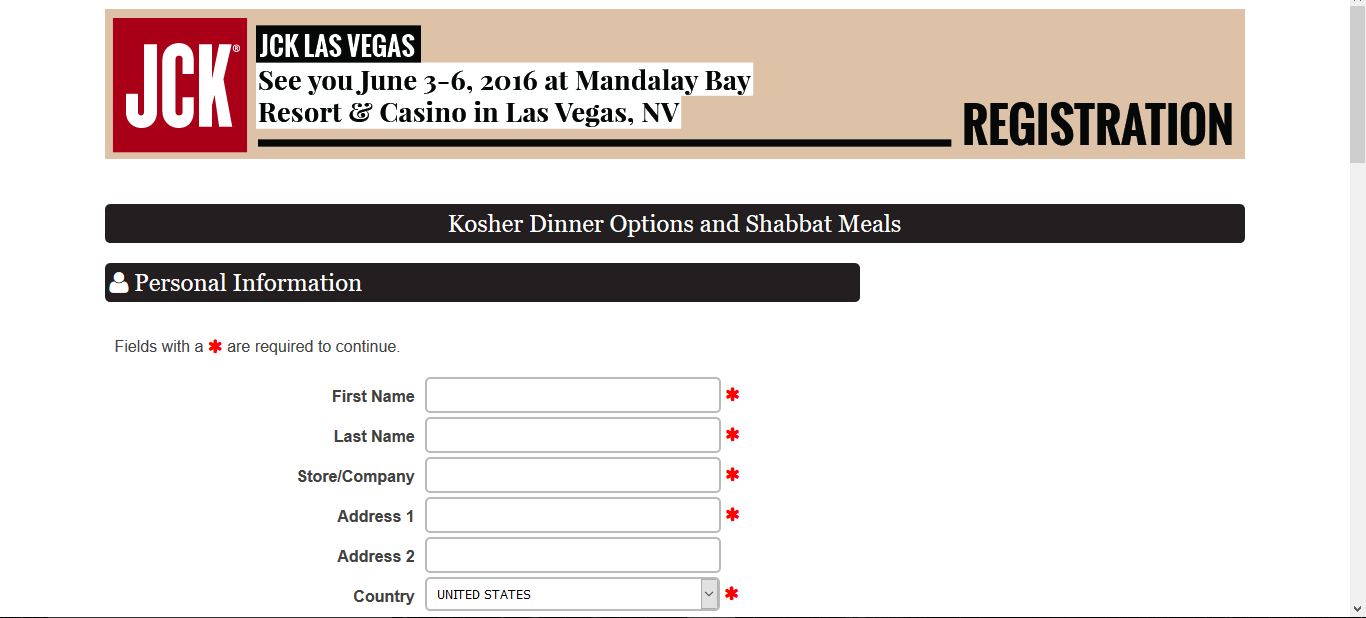 JCK®
JCK LAS VEGAS
See you June 3-6, 2016 at Mandalay Bay
Resort & Casino in Las Vegas, NV
REGISTRATION
Kosher Dinner Options and Shabbat Meals
Personal Information
Fields with a * are required to continue.
First Name *
Last Name *
Store/Company *
Address 1 *
Address 2
Country UNITED STATES *